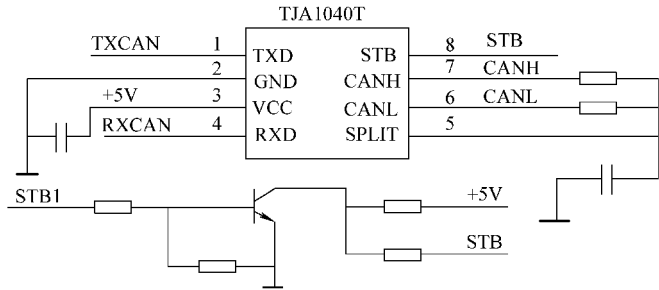 TJA1040T
TXCAN 1 TXD STB 8 STB
2 GND CANH 7 CANH
+5V 3 VCC CANL 6 CANL
RXCAN 4 RXD SPLIT 5
STB1 +5V
STB